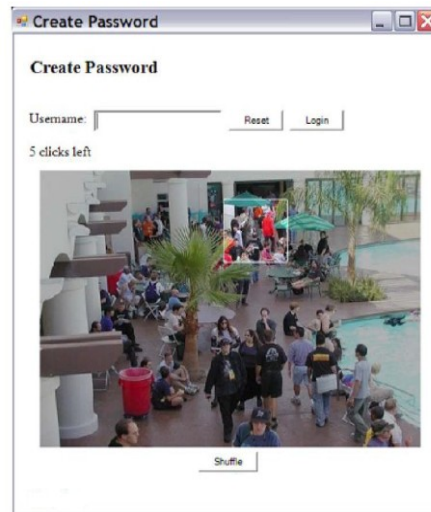 Create Password
Create Password
Username: Reset Login
5 clicks left
Shuffle